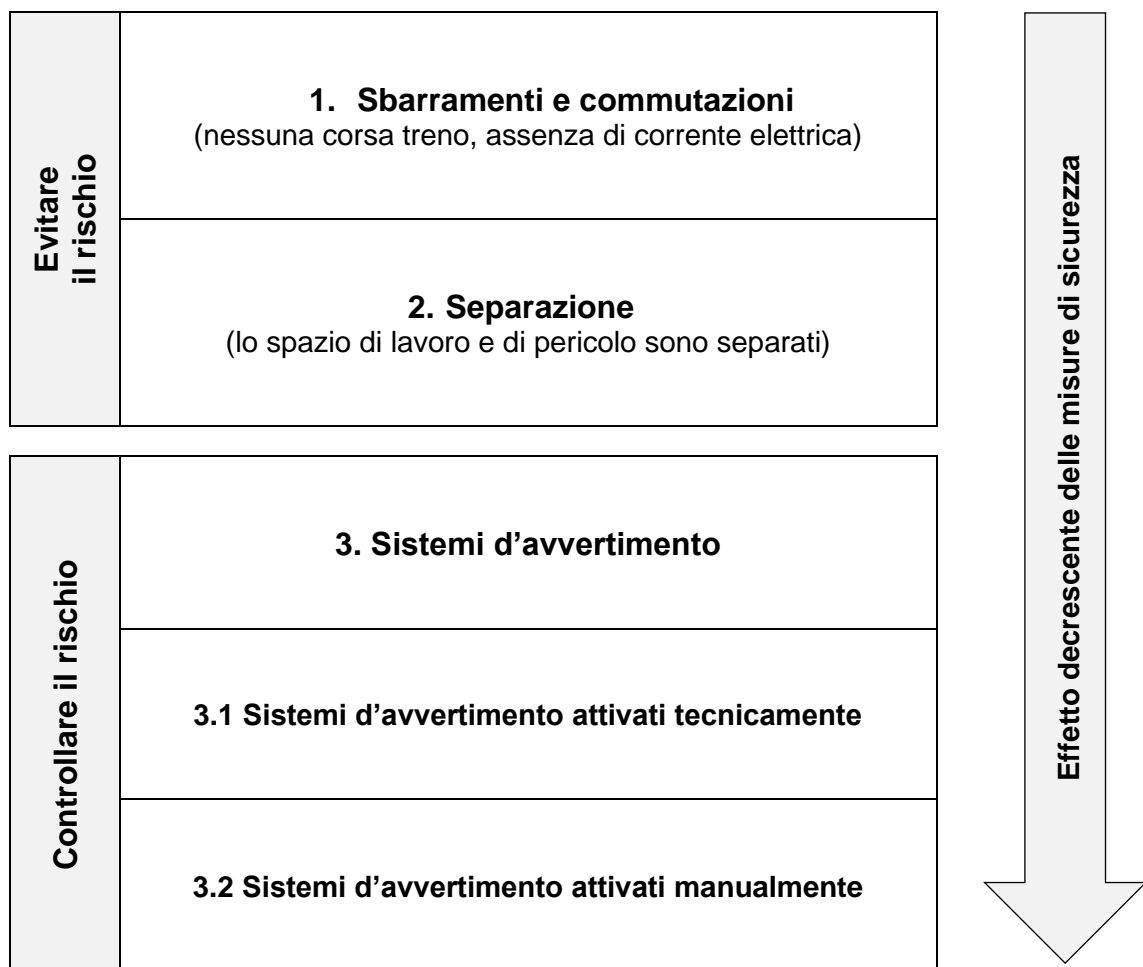 Evitare
il rischio
1. Sbarramenti e commutazioni
(nessuna corsa treno, assenza di corrente elettrica)
2. Separazione
(lo spazio di lavoro e di pericolo sono separati)
Controllare il rischio
3. Sistemi d’avvertimento
3.1 Sistemi d’avvertimento attivati tecnicamente
3.2 Sistemi d’avvertimento attivati manualmente
Effetto decrescente delle misure di sicurezza